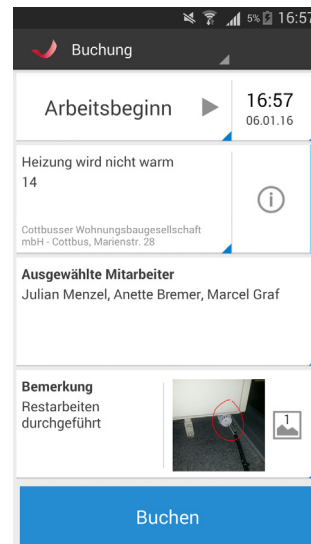 5% 16:57
Buchung
Arbeitsbeginn
16:57
06.01.16
Heizung wird nicht warm
14
Cottbusser Wohnungsbaugesellschaft
mbH - Cottbus, Marienstr. 28
Ausgewählte Mitarbeiter
Julian Menzel, Anette Bremer, Marcel Graf
Bemerkung
Restarbeiten
durchgeführt
1
Buchen